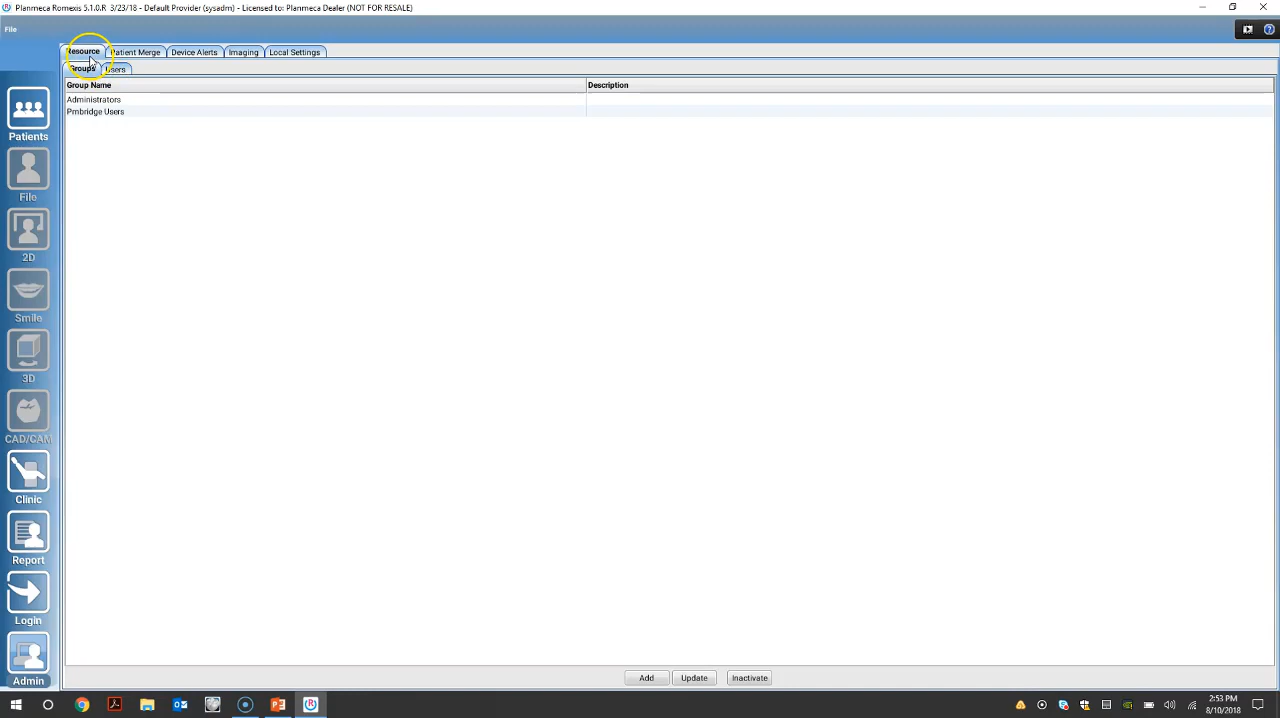 Planmeca Romexis 5.1.0.R 3/23/18 - Default Provider (sysadm) - Licensed to: Planmeca Dealer (NOT FOR RESALE)
File
Resource Patient Merge Device Alerts Imaging Local Settings
Groups Users
Group Name Description
Administrators
Pmbridge Users
Patients
File
2D
Smile
3D
CAD/CAM
Clinic
Report
Login
Admin
Add Update Inactivate
2:53 PM
8/10/2018